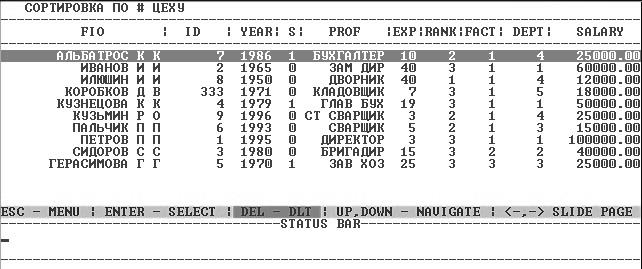 СОРТИРОВКА ПО # ЦЕХУ
FIO ¦ ID ¦ YEAR¦ S¦ PROF ¦EXP¦RANK¦FACT¦ DEPT¦ SALARY
АЛЬБАТРОС К К 7 1986 1 БУХГАЛТЕР 10 2 1 4 25000.00
ИВАНОВ И И 2 1965 0 ЗАМ ДИР 40 3 1 1 60000.00
ИЛЮШИН И И 8 1950 0 ДВОРНИК 40 1 1 4 12000.00
КОРОБКОВ Д В 333 1971 0 КЛАДОВЩИК 7 3 1 5 18000.00
КУЗНЕЦОВА К К 4 1979 1 ГЛАВ БУХ 19 3 1 1 50000.00
КУЗЬМИН Р О 9 1996 0 СТ СВАРЩИК 3 2 1 4 25000.00
ПАЛЬЧИК П П 6 1993 0 СВАРЩИК 5 2 1 3 15000.00
ПЕТРОВ П П 1 1995 0 ДИРЕКТОР 3 3 1 1 100000.00
СИДОРОВ С С 3 1980 0 БРИГАДИР 15 3 2 2 40000.00
ГЕРАСИМОВА Г Г 5 1970 1 ЗАВ ХОЗ 25 3 3 3 25000.00
ESC - MENU ¦ ENTER - SELECT ¦ DEL - DLT ¦ UP,DOWN - NAVIGATE ¦ <-,-> SLIDE PAGE
STATUS BAR